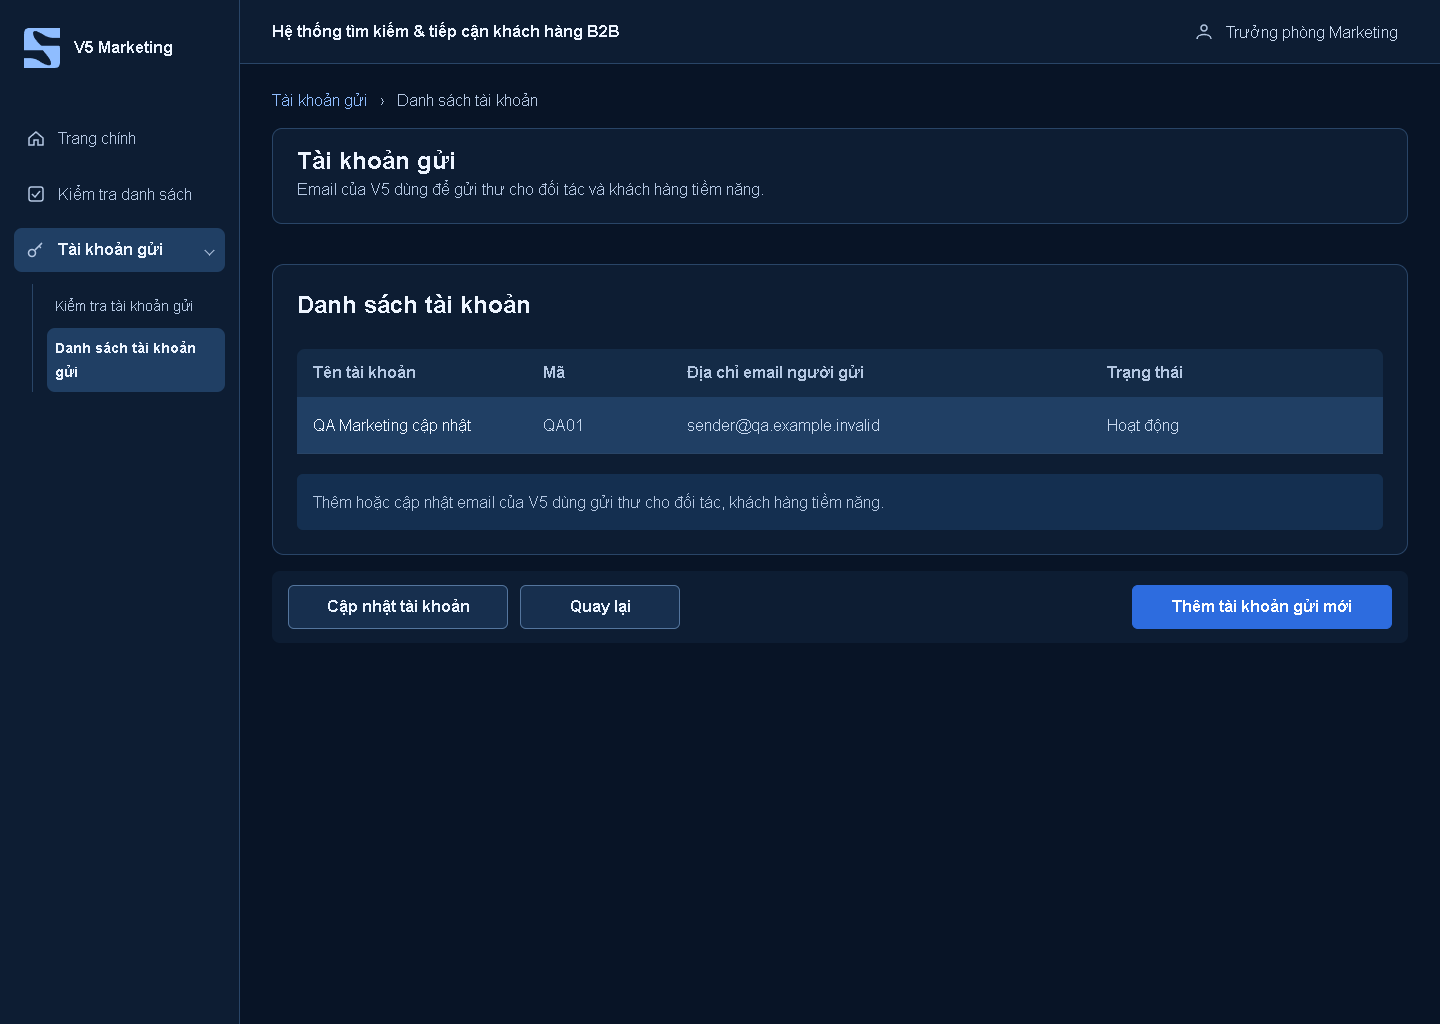 V5 Marketing
Hệ thống tìm kiếm & tiếp cận khách hàng B2B
Trưởng phòng Marketing
Trang chính
Kiểm tra danh sách
Tài khoản gửi
Kiểm tra tài khoản gửi
Danh sách tài khoản
gửi
Tài khoản gửi › Danh sách tài khoản
Tài khoản gửi
Email của V5 dùng để gửi thư cho đối tác và khách hàng tiềm năng.
Danh sách tài khoản
Tên tài khoản Mã Địa chỉ email người gửi Trạng thái
QA Marketing cập nhật QA01 sender@qa.example.invalid Hoạt động
Thêm hoặc cập nhật email của V5 dùng gửi thư cho đối tác, khách hàng tiềm năng.
Cập nhật tài khoản Quay lại Thêm tài khoản gửi mới